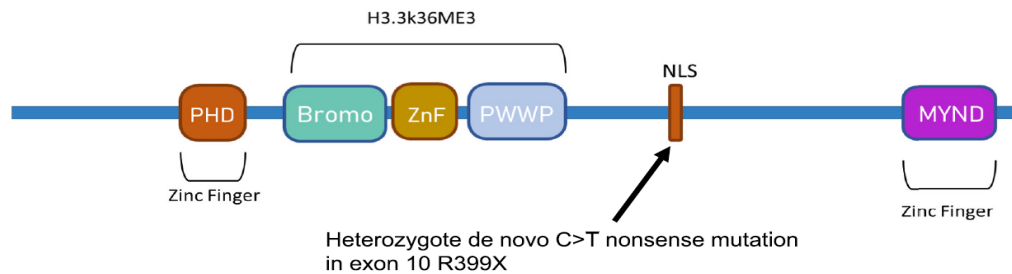 H3.3k36ME3
NLS
PHD Bromo ZnF PWWP MYND
Zinc Finger Zinc Finger
Heterozygote de novo C>T nonsense mutation
in exon 10 R399X